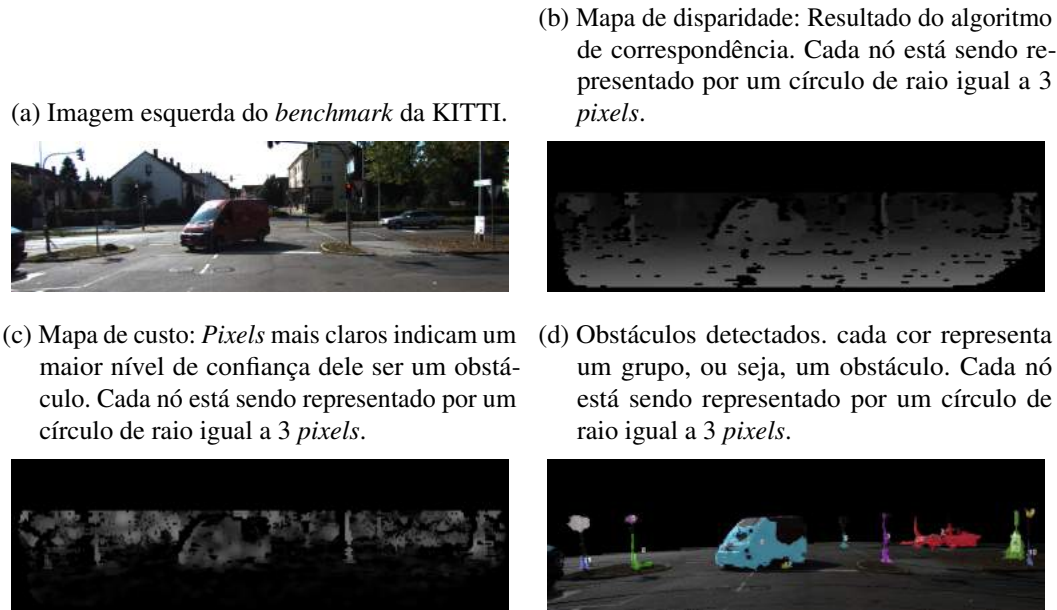 (a) Imagem esquerda do benchmark da KITTI.
(b) Mapa de disparidade: Resultado do algoritmo
de correspondência. Cada nó está sendo re-
presentado por um círculo de raio igual a 3
pixels.
(c) Mapa de custo: Pixels mais claros indicam um
maior nível de confiança dele ser um obstá-
culo. Cada nó está sendo representado por um
círculo de raio igual a 3 pixels.
(d) Obstáculos detectados. cada cor representa
um grupo, ou seja, um obstáculo. Cada nó
está sendo representado por um círculo de
raio igual a 3 pixels.